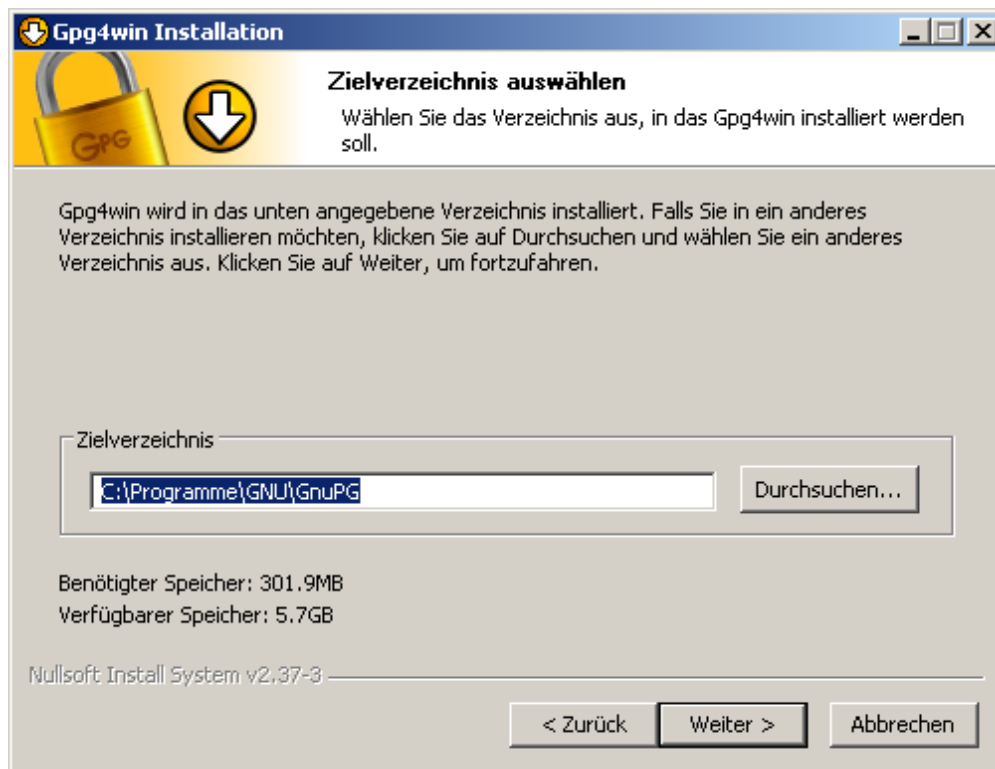 Gpg4win Installation
GPG
Zielverzeichnis auswählen
Wählen Sie das Verzeichnis aus, in das Gpg4win installiert werden
soll.
Gpg4win wird in das unten angegebene Verzeichnis installiert. Falls Sie in ein anderes
Verzeichnis installieren möchten, klicken Sie auf Durchsuchen und wählen Sie ein anderes
Verzeichnis aus. Klicken Sie auf Weiter, um fortzufahren.
Zielverzeichnis
C:\Programme\GNU\GnuPG
Durchsuchen...
Benötigter Speicher: 301.9MB
Verfügbarer Speicher: 5.7GB
Nullsoft Install System v2.37-3
< Zurück
Weiter >
Abbrechen